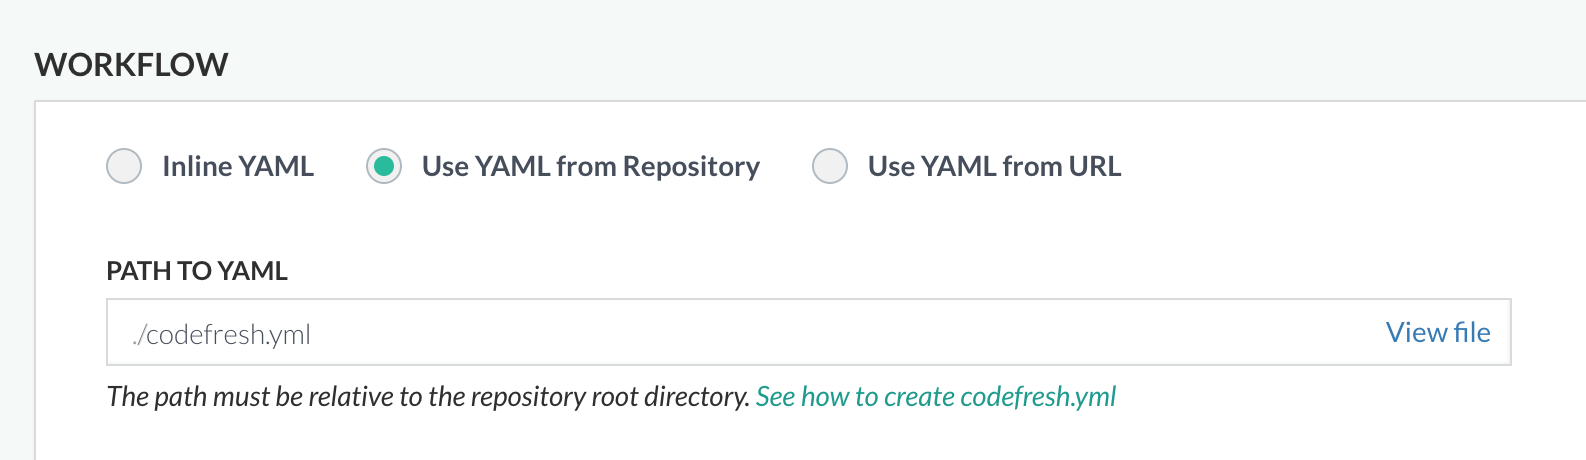 WORKFLOW
Inline YAML Use YAML from Repository Use YAML from URL
PATH TO YAML
./codefresh.yml View file
The path must be relative to the repository root directory. See how to create codefresh.yml